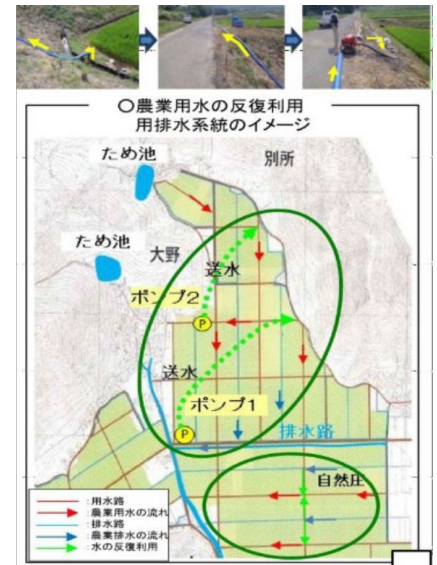 〇農業用水の反復利用
用排水系統のイメージ
ため池
別所
ため池
大野
送水
ポンプ2
P
送水
ポンプ1
P
排水路
自然圧
用水路
農業用水の流れ
排水路
農業排水の流れ
水の反復利用